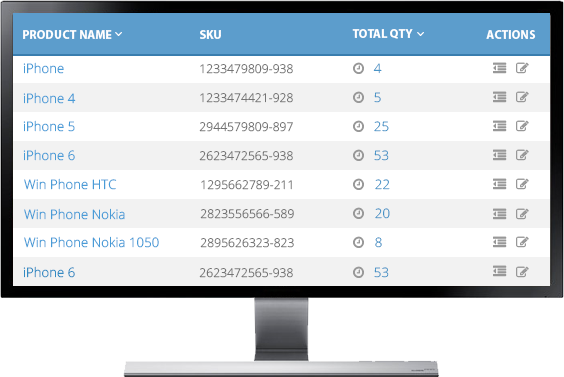 PRODUCT NAME SKU TOTAL QTY ACTIONS
iPhone 1233479809-938 4
iPhone 4 1233474421-928 5
iPhone 5 2944579809-897 25
iPhone 6 2623472565-938 53
Win Phone HTC 1295662789-211 22
Win Phone Nokia 2823556566-589 20
Win Phone Nokia 1050 2895626323-823 8
iPhone 6 2623472565-938 53